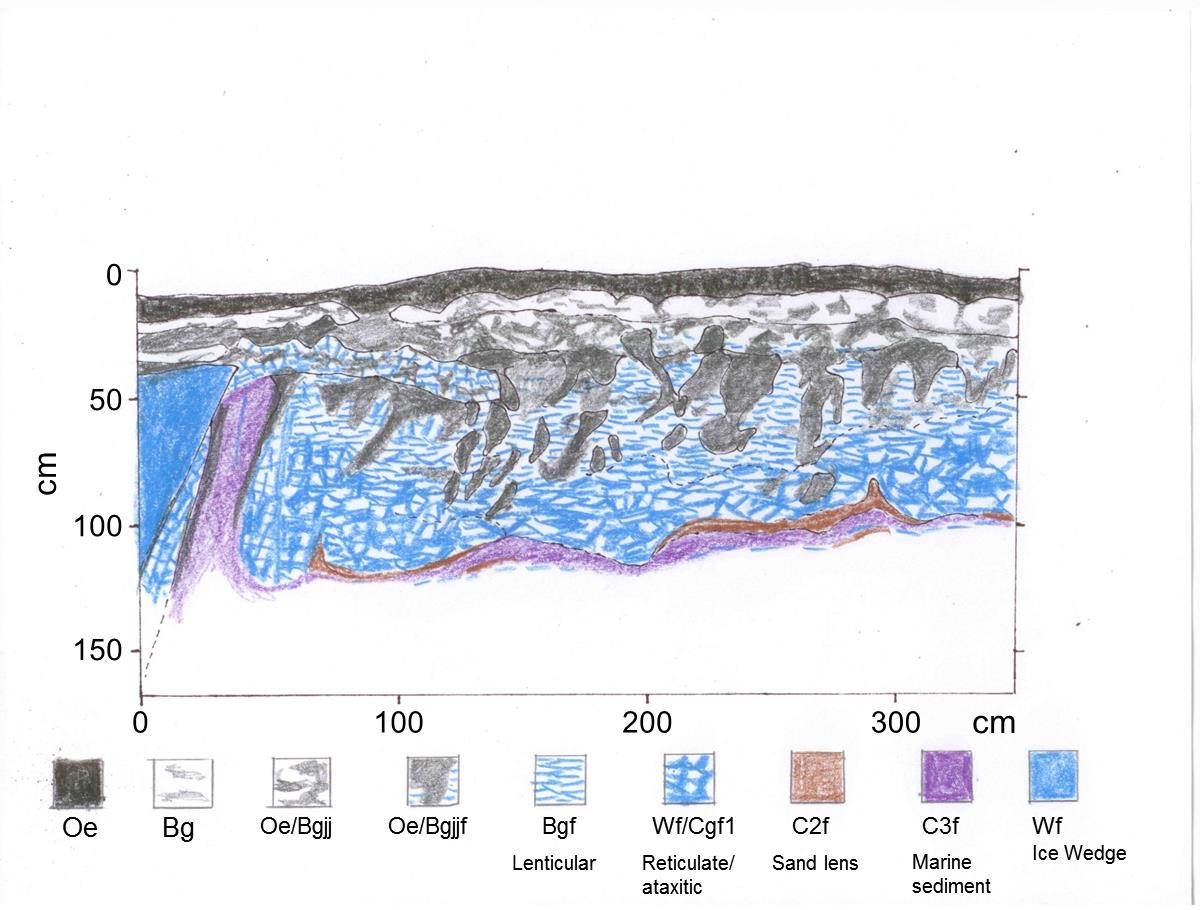 0
50
cm
100
150
0 100 200 300 cm
Oe Bg Oe/Bgjj Oe/Bgjjf Bgf Wf/Cgf1 C2f C3f Wf
Lenticular Reticulate/ Sand lens Marine Ice Wedge
ataxitic sediment